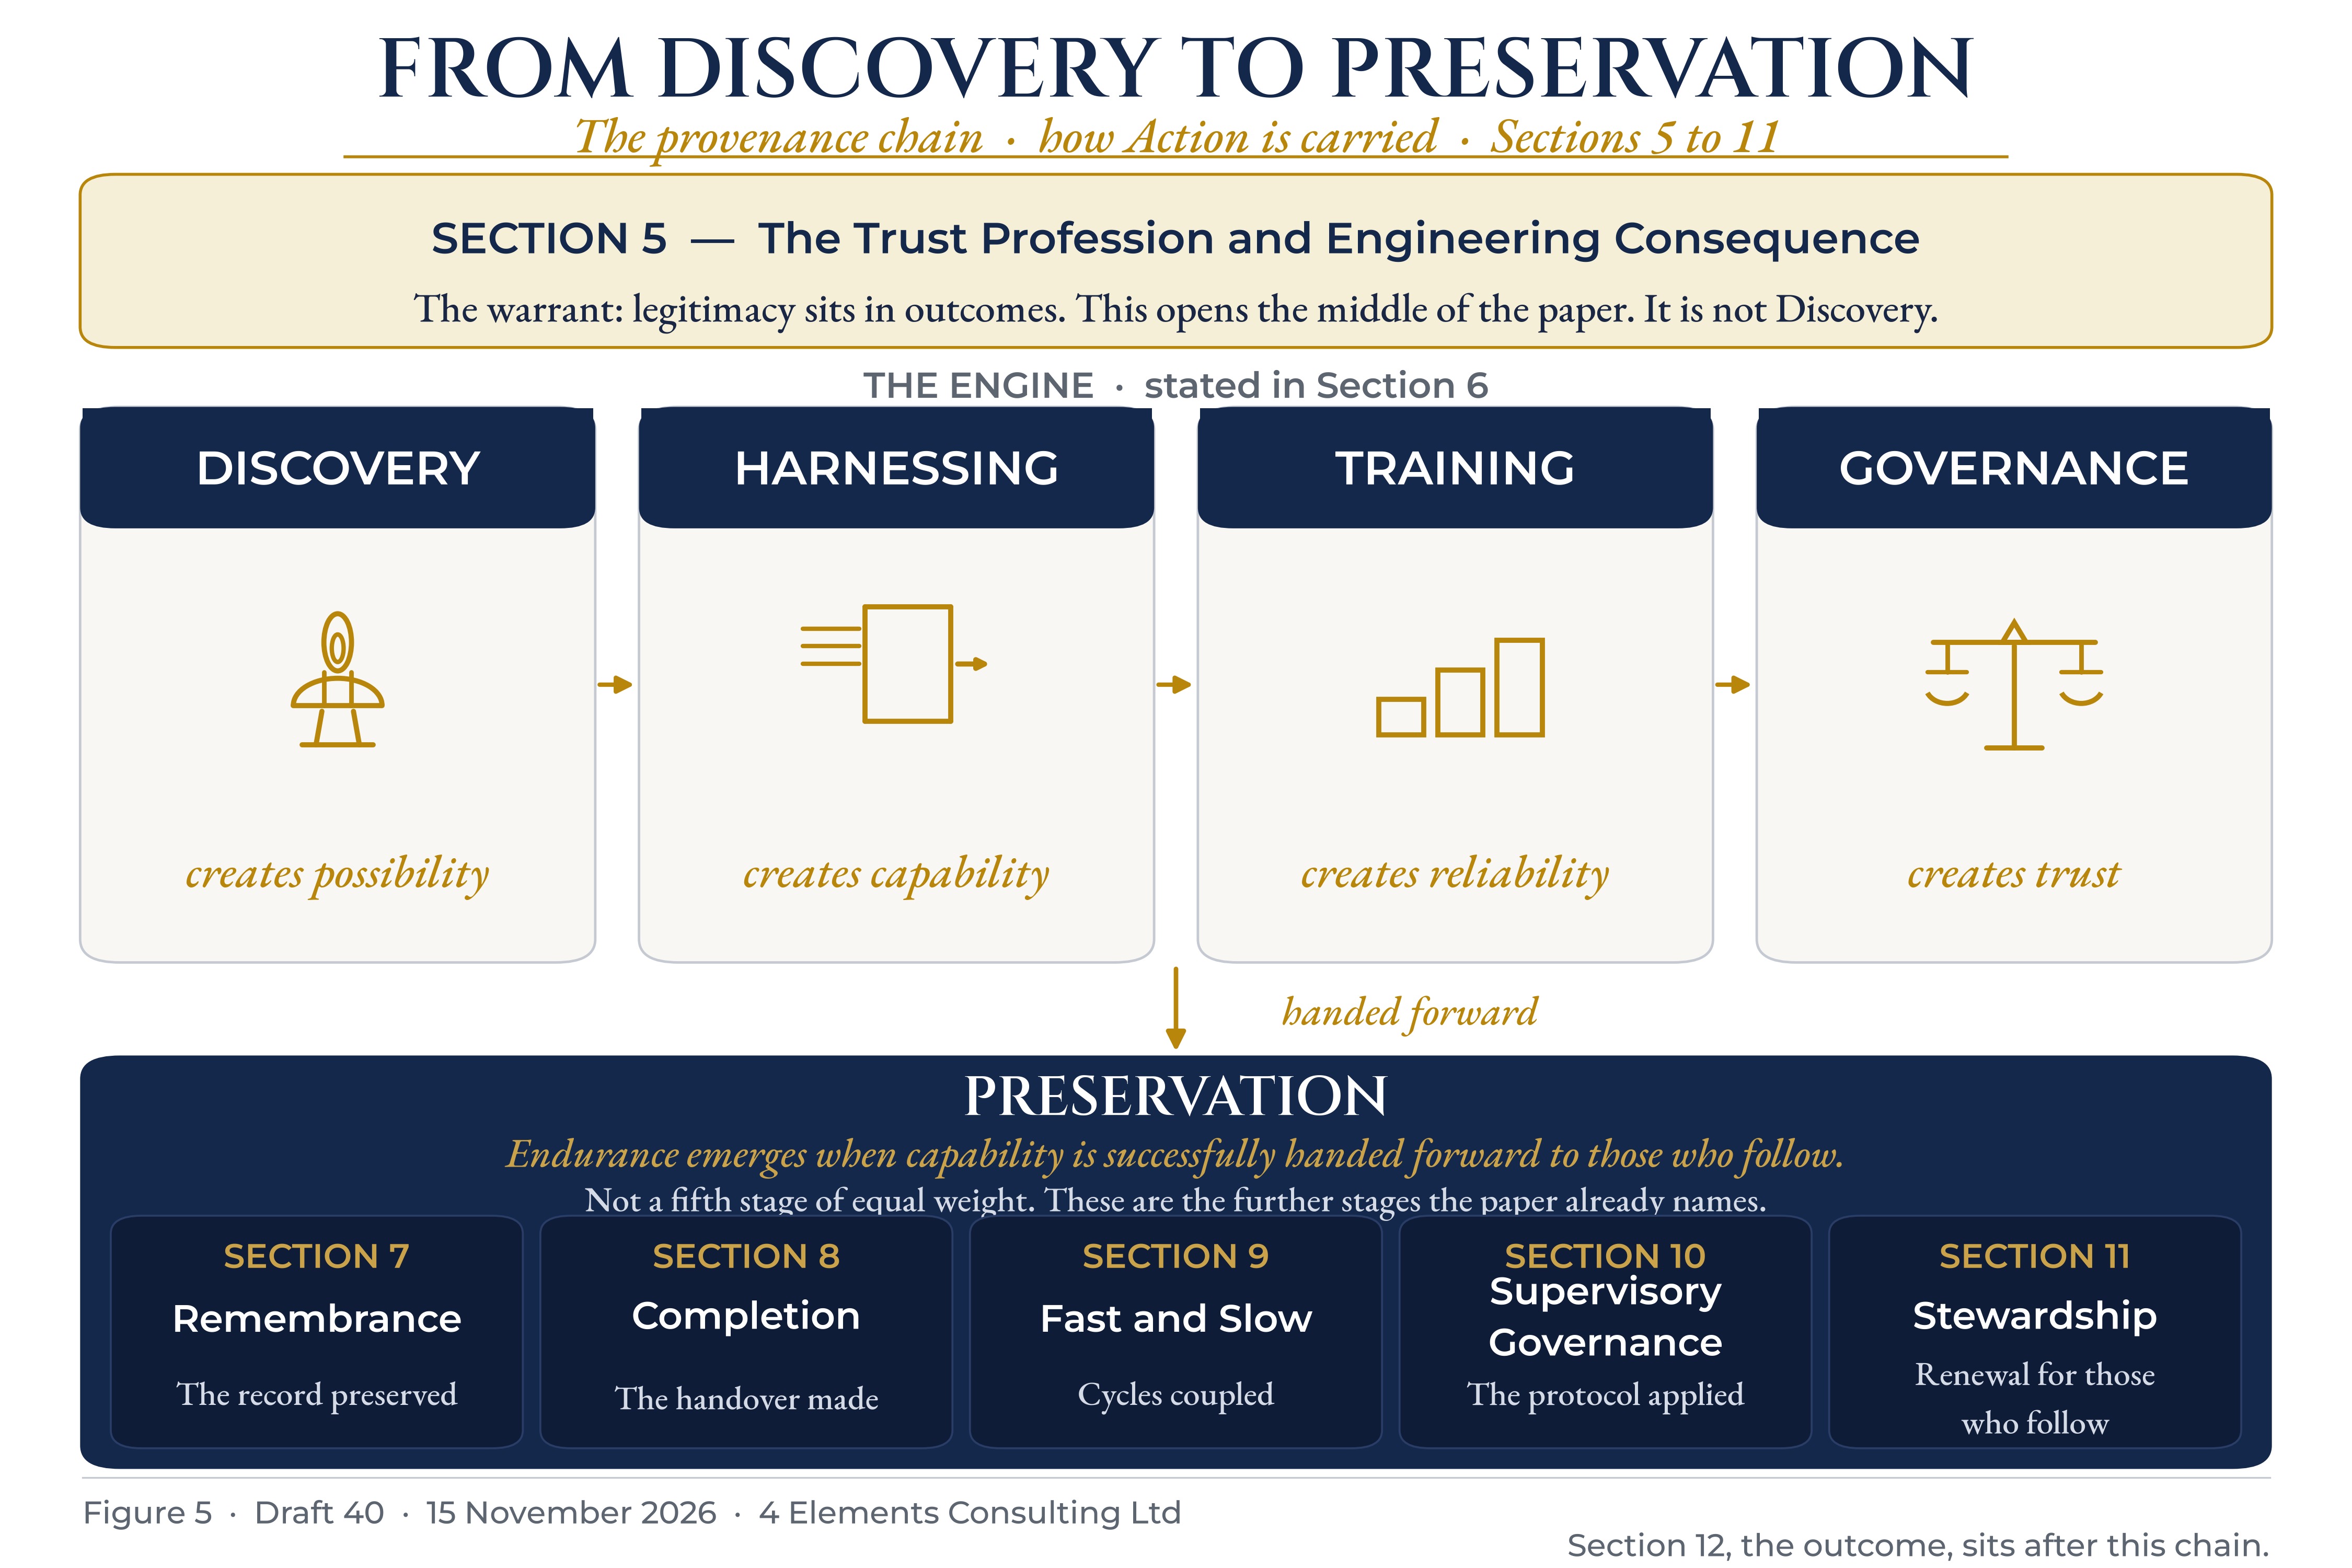 FROM DISCOVERY TO PRESERVATION
The provenance chain · how Action is carried · Sections 5 to 11
SECTION 5 — The Trust Profession and Engineering Consequence
The warrant: legitimacy sits in outcomes. This opens the middle of the paper. It is not Discovery.
THE ENGINE · stated in Section 6
DISCOVERY
creates possibility
HARNESSING
creates capability
TRAINING
creates reliability
GOVERNANCE
creates trust
handed forward
PRESERVATION
Endurance emerges when capability is successfully handed forward to those who follow.
Not a fifth stage of equal weight. These are the further stages the paper already names.
SECTION 7
Remembrance
The record preserved
SECTION 8
Completion
The handover made
SECTION 9
Fast and Slow
Cycles coupled
SECTION 10
Supervisory
Governance
The protocol applied
SECTION 11
Stewardship
Renewal for those
who follow
Figure 5 · Draft 40 · 15 November 2026 · 4 Elements Consulting Ltd
Section 12, the outcome, sits after this chain.